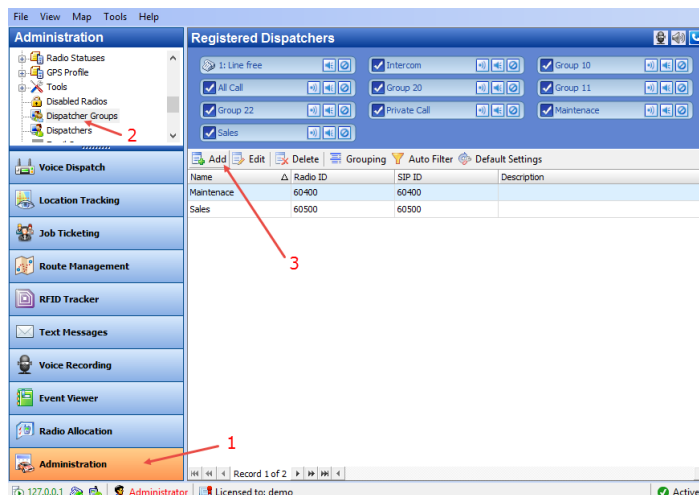 File View Map Tools Help
Administration
Registered Dispatchers
Radio Statuses
GPS Profile
Tools
Disabled Radios
Dispatcher Groups
Dispatchers
2
1: Line free
Intercom
Group 10
All Call
Group 20
Group 11
Group 22
Private Call
Maintenace
Sales
Add Edit Delete Grouping Auto Filter Default Settings
Name Radio ID SIP ID Description
Maintenace 60400 60400
Sales 60500 60500
3
Voice Dispatch
Location Tracking
Job Ticketing
Route Management
RFID Tracker
Text Messages
Voice Recording
Event Viewer
Radio Allocation
1
Administration
Record 1 of 2
127.0.0.1 Administrator Licensed to: demo Active